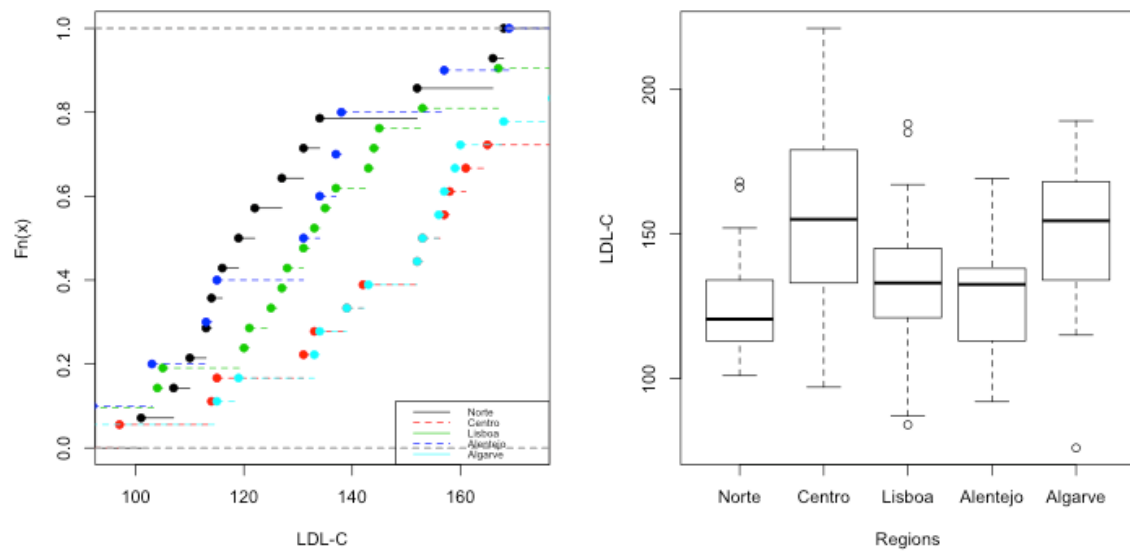 Fn(x)
1.0
0.8
0.6
0.4
0.2
0.0
Norte
Centro
Lisboa
Alentejo
Algarve
100 120 140 160
LDL-C
LDL-C
200
150
100
Norte Centro Lisboa Alentejo Algarve
Regions